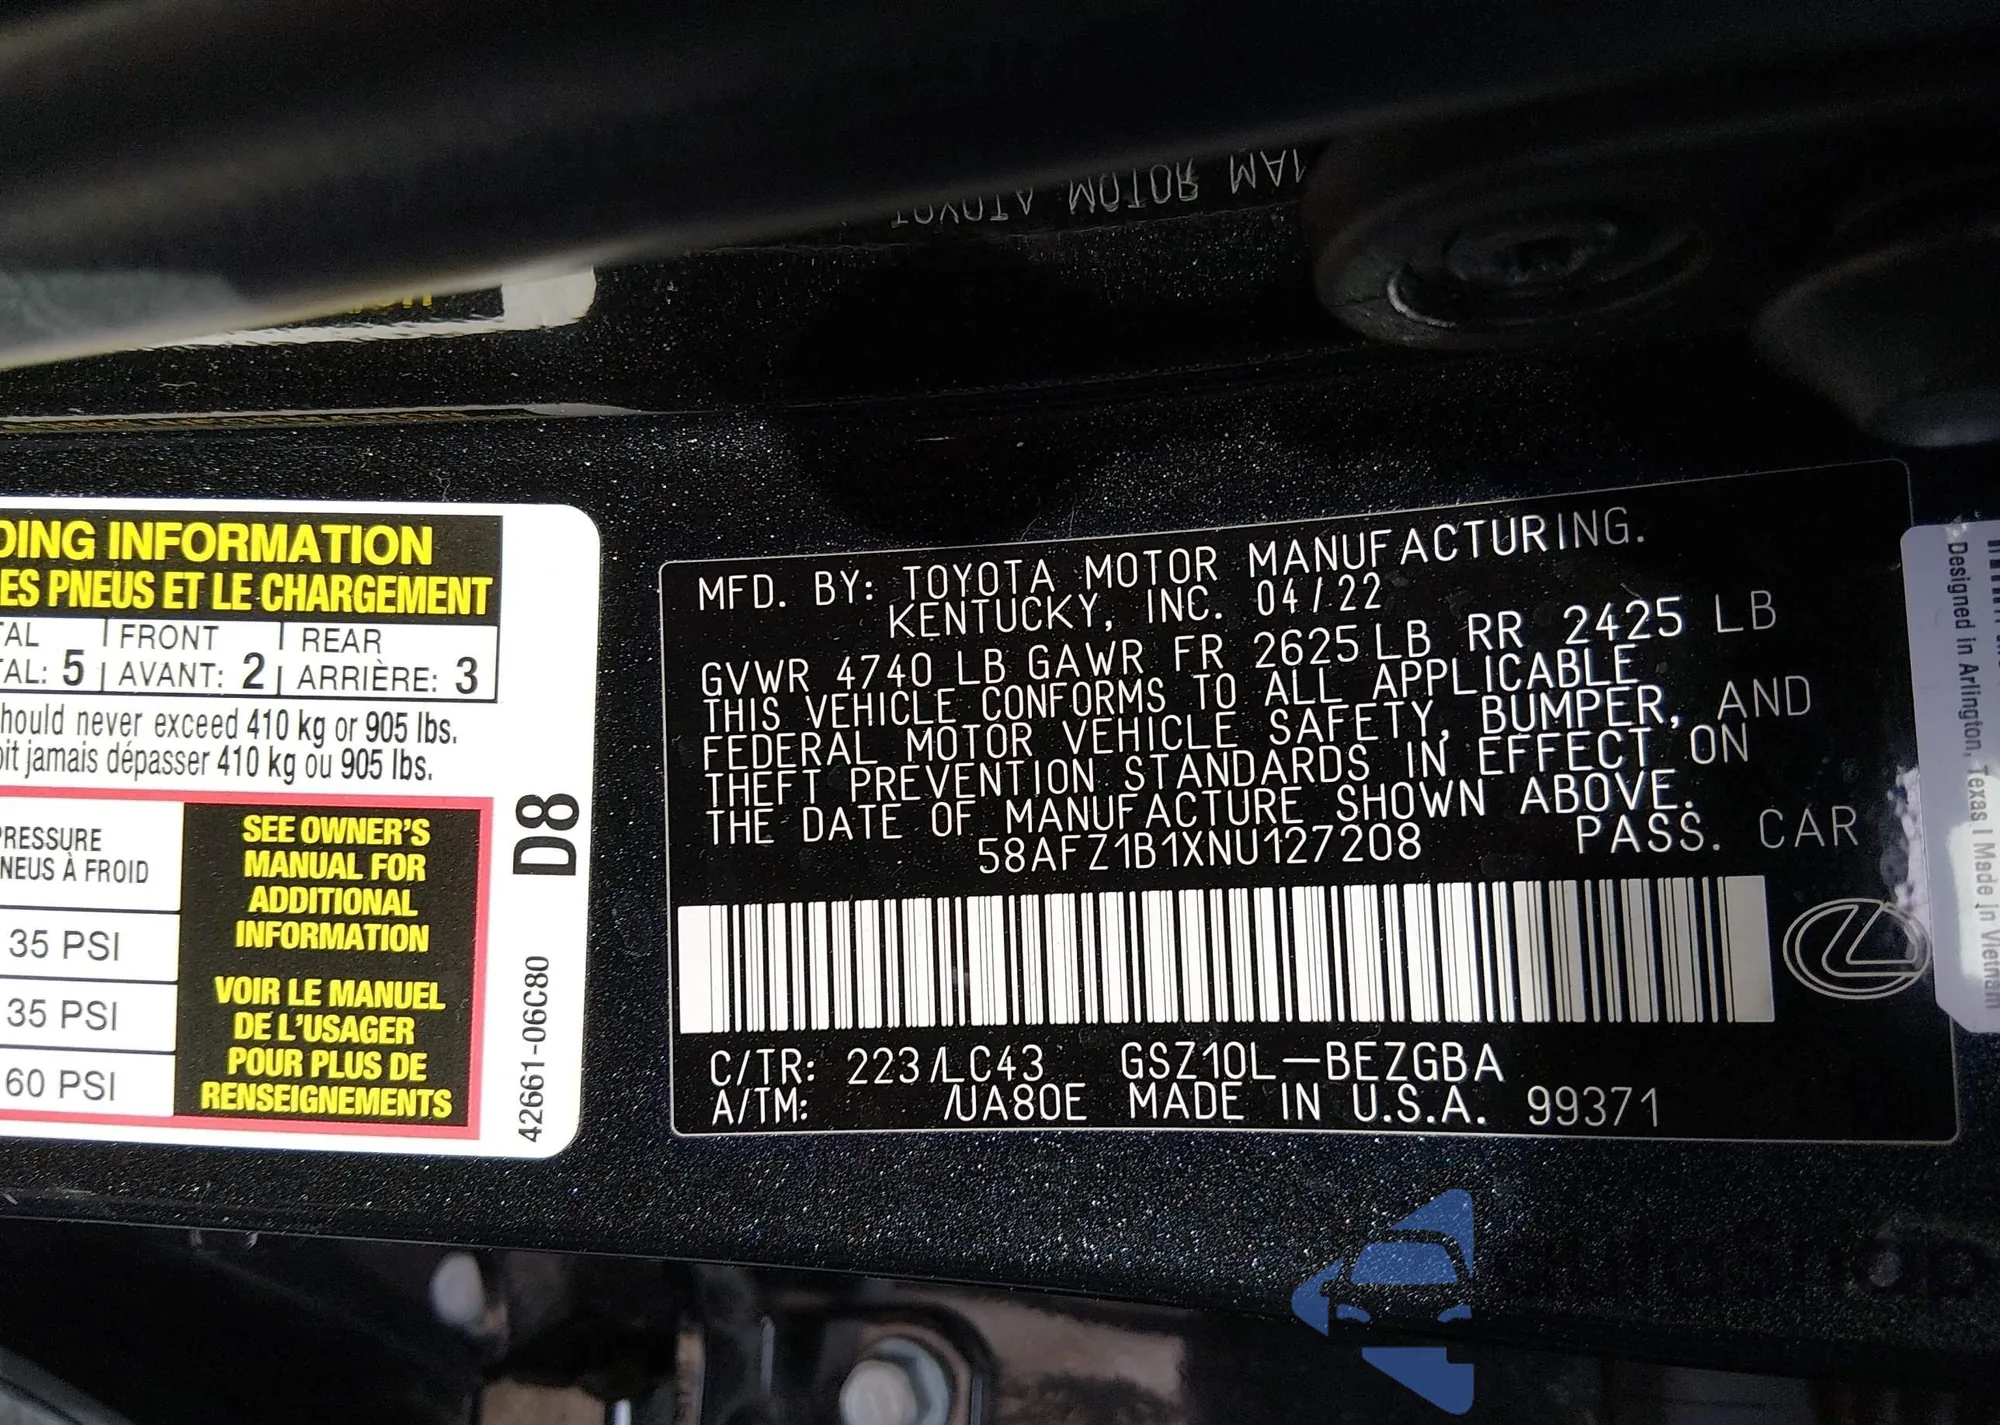 DING INFORMATION
ES PNEUS ET LE CHARGEMENT
TAL | FRONT | REAR
TAL: 5 | AVANT: 2 | ARRIÈRE: 3
hould never exceed 410 kg or 905 lbs.
oit jamais dépasser 410 kg ou 905 lbs.
PRESSURE
NEUS À FROID
35 PSI
35 PSI
60 PSI
SEE OWNER'S
MANUAL FOR
ADDITIONAL
INFORMATION
VOIR LE MANUEL
DE L'USAGER
POUR PLUS DE
RENSEIGNEMENTS
D8
42661-06C80
TOYOTA MOTOR MA
MFD. BY: TOYOTA MOTOR MANUFACTURING.
KENTUCKY, INC. 04/22
GVWR 4740 LB GAWR FR 2625 LB RR 2425 LB
THIS VEHICLE CONFORMS TO ALL APPLICABLE
FEDERAL MOTOR VEHICLE SAFETY, BUMPER, AND
THEFT PREVENTION STANDARDS IN EFFECT ON
THE DATE OF MANUFACTURE SHOWN ABOVE.
58AFZ1B1XNU127208 PASS. CAR
C/TR: 223/LC43 GSZ10L-BEZGBA
A/TM: /UA80E MADE IN U.S.A. 99371
Designed in Arlington, Texas | Made in Vietnam